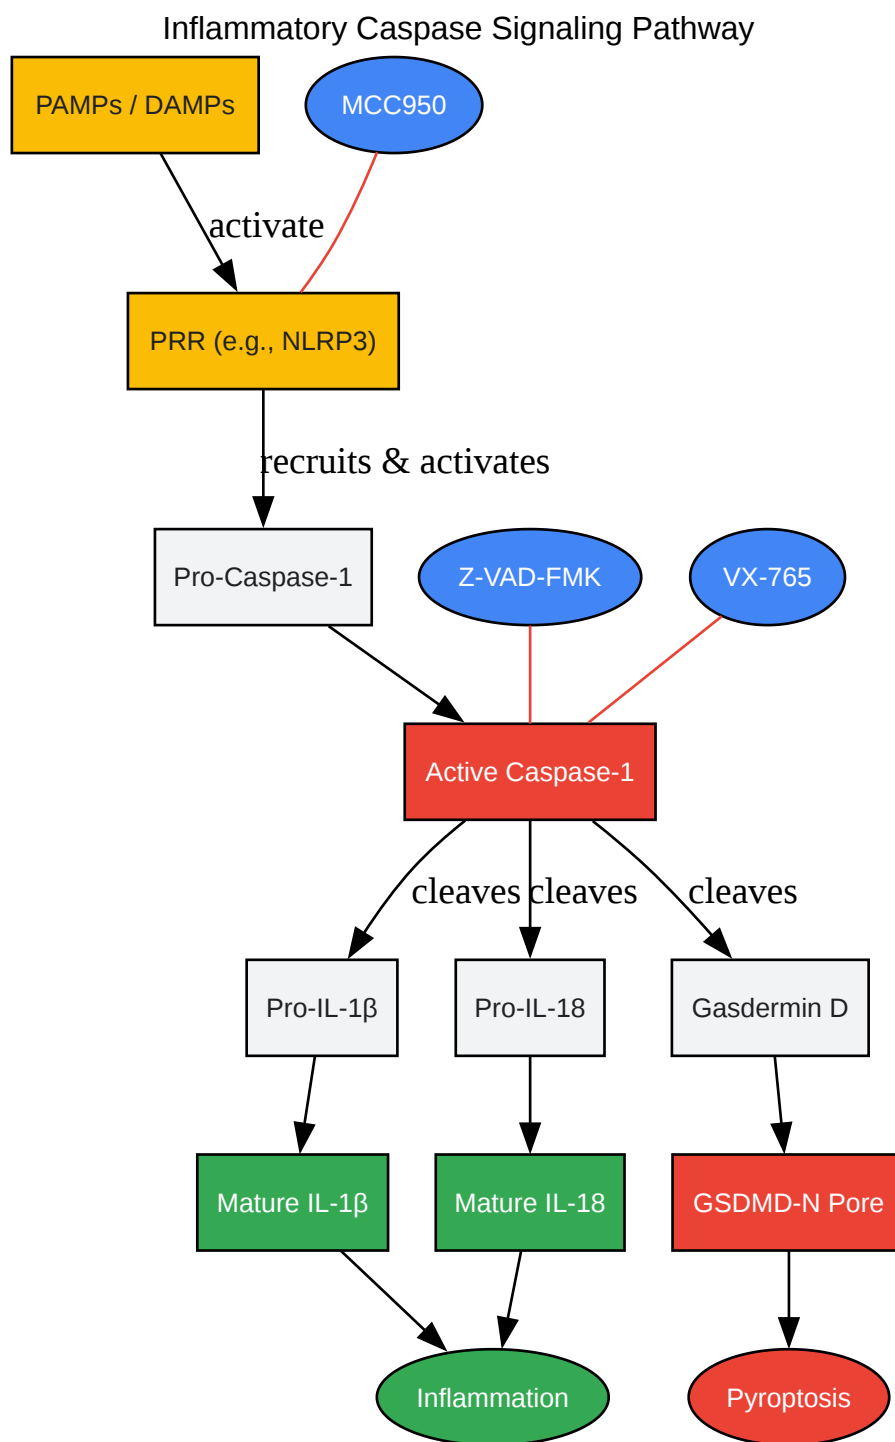 Inflammatory Caspase Signaling Pathway
PAMPs / DAMPs
MCC950
activate
PRR (e.g., NLRP3)
recruits & activates
Pro-Caspase-1
Z-VAD-FMK
VX-765
Active Caspase-1
cleaves
cleaves
cleaves
Pro-IL-1β
Pro-IL-18
Gasdermin D
Mature IL-1β
Mature IL-18
GSDMD-N Pore
Inflammation
Pyroptosis